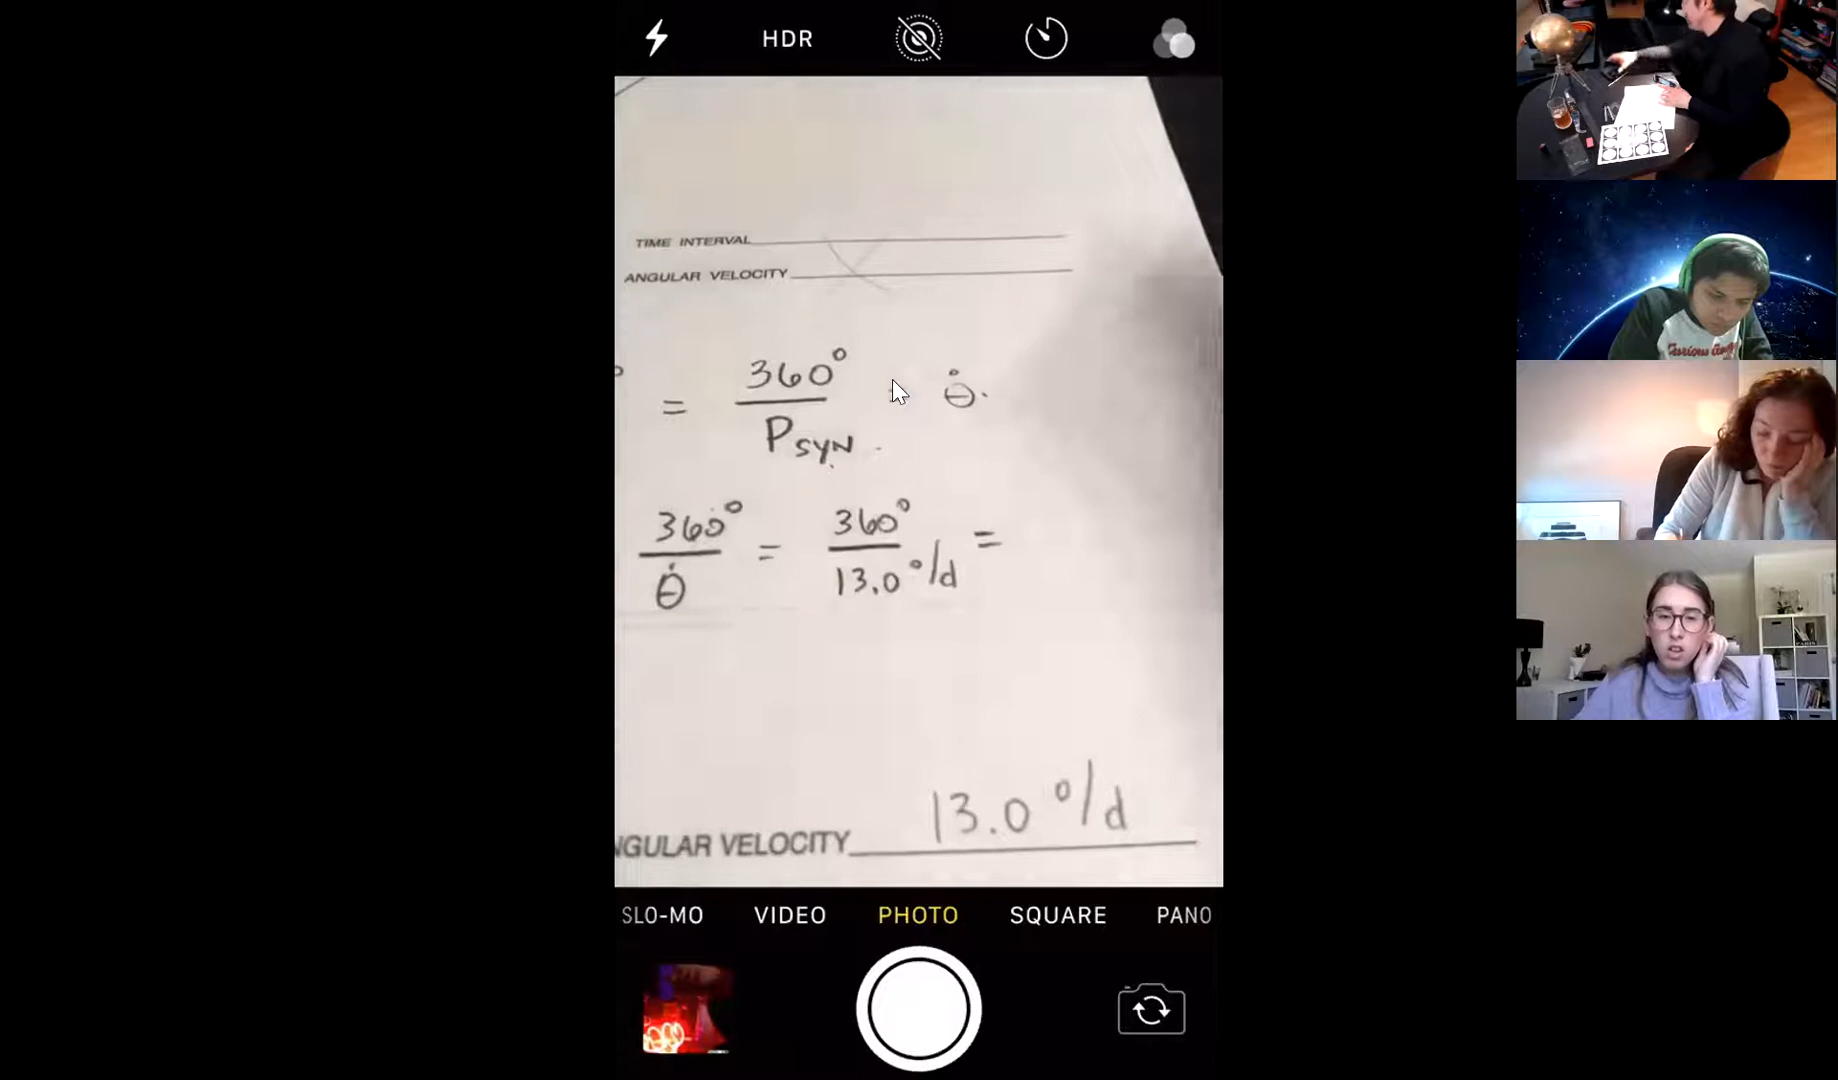 HDR
TIME INTERVAL
ANGULAR VELOCITY
= 360° / P SYN. θ̇.
360° / θ̇ = 360° / 13.0 °/d =
13.0 °/d
NGULAR VELOCITY
SLO-MO VIDEO PHOTO SQUARE PANO